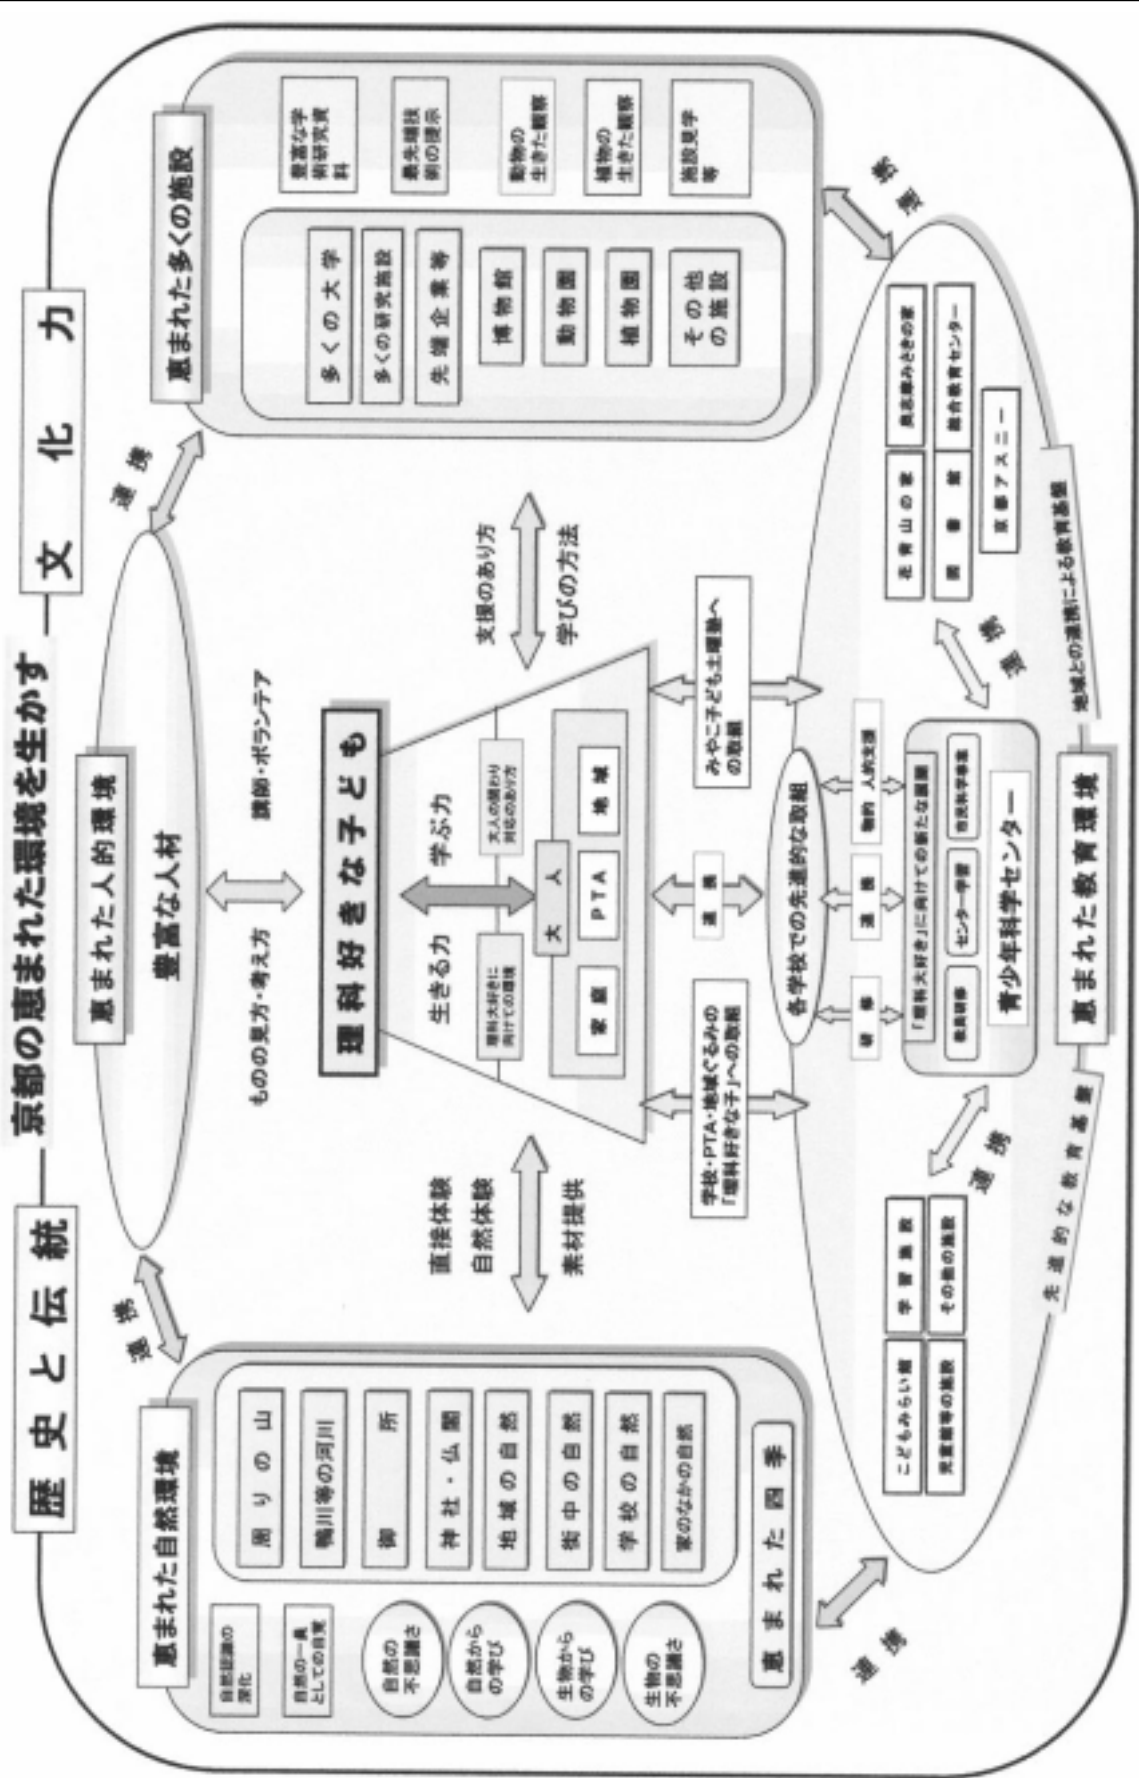 京都の恵まれた環境を生かす
歴史と伝統
文化力
恵まれた人的環境
豊富な人材
連携
連携
ものの見方・考え方
講師・ボランテア
恵まれた自然環境
自然認識の
深化
自然の一員
としての自覚
自然の
不思議さ
自然から
の学び
生物から
の学び
生物の
不思議さ
周りの山
鴨川等の河川
御所
神社・仏閣
地域の自然
街中の自然
学校の自然
家のなかの自然
恵まれた四季
直接体験
自然体験
素材提供
理科好きな子ども
生きる力
学ぶ力
理科大好きに
向けての環境
大人の関わり
対応のあり方
大人
家庭
PTA
地域
支援のあり方
学びの方法
恵まれた多くの施設
多くの大学
多くの研究施設
先端企業等
博物館
動物園
植物園
その他
の施設
豊富な学
術研究資
料
最先端技
術の提示
動物の
生きた観察
植物の
生きた観察
施設見学
等
学校・PTA・地域ぐるみの
「理科好きな子」への取組
連携
みやこ子ども土曜塾へ
の取組
各学校での先進的な取組
研修
連携
物的 人的支援
「理科大好き」に向けての新たな展開
教員研修
センター学習
市民科学事業
青少年科学センター
恵まれた教育環境
連携
連携
連携
連携
こどもみらい館
学習施設
児童館等の施設
その他の施設
花背山の家
奥志摩みさきの家
図書館
総合教育センター
京都アスニー
先進的な教育基盤
地域との連携による教育基盤